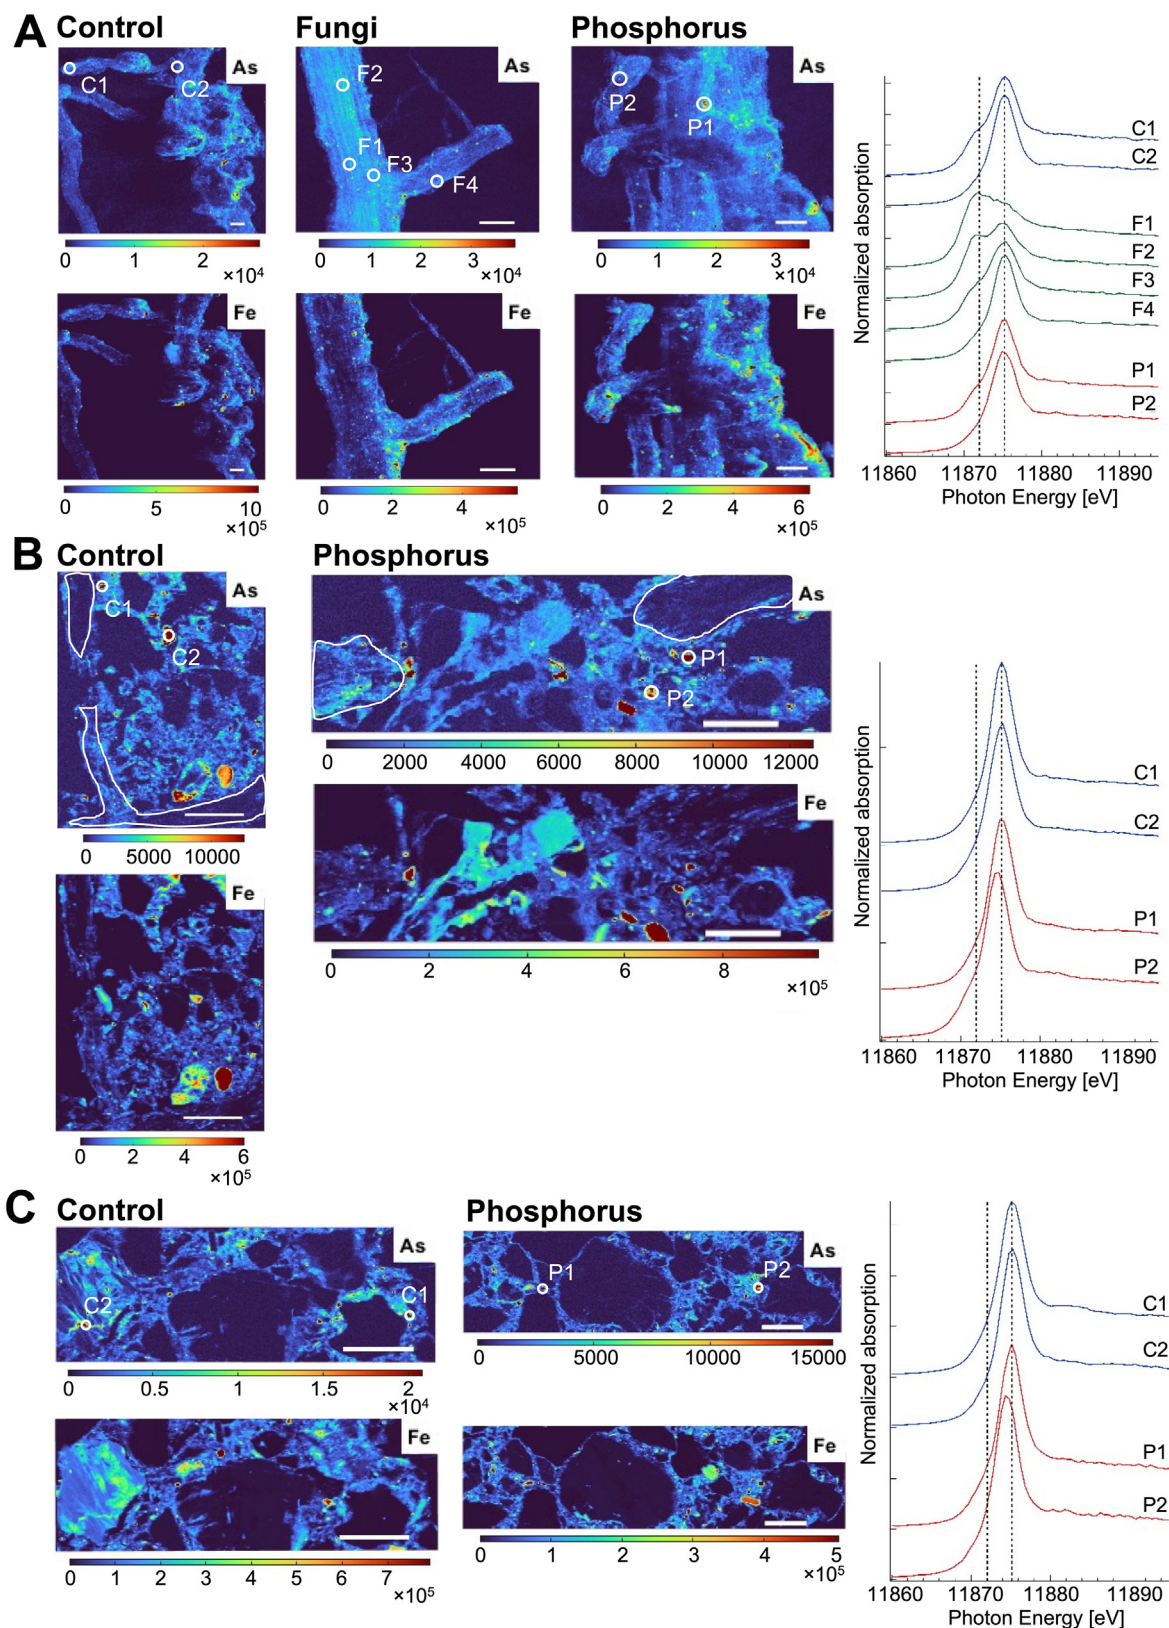 A
Control
Fungi
Phosphorus
As
C1
C2
As
F2
F1
F3
F4
As
P2
P1
0 1 2
×10⁴
0 1 2 3
×10⁴
0 1 2 3
×10⁴
Fe
Fe
Fe
0 5 10
×10⁵
0 2 4
×10⁵
0 2 4 6
×10⁵
Normalized absorption
C1
C2
F1
F2
F3
F4
P1
P2
11860 11870 11880 11890
Photon Energy [eV]
B
Control
Phosphorus
As
C1
C2
As
P1
P2
0 2000 4000 6000 8000 10000 12000
0 5000 10000
Fe
Fe
0 2 4 6 8
×10⁵
0 2 4 6
×10⁵
Normalized absorption
C1
C2
P1
P2
11860 11870 11880 11890
Photon Energy [eV]
C
Control
Phosphorus
As
C2
C1
As
P1
P2
0 0.5 1 1.5 2
×10⁴
0 5000 10000 15000
Fe
Fe
0 1 2 3 4 5 6 7
×10⁵
0 1 2 3 4 5
×10⁵
Normalized absorption
C1
C2
P1
P2
11860 11870 11880 11890
Photon Energy [eV]